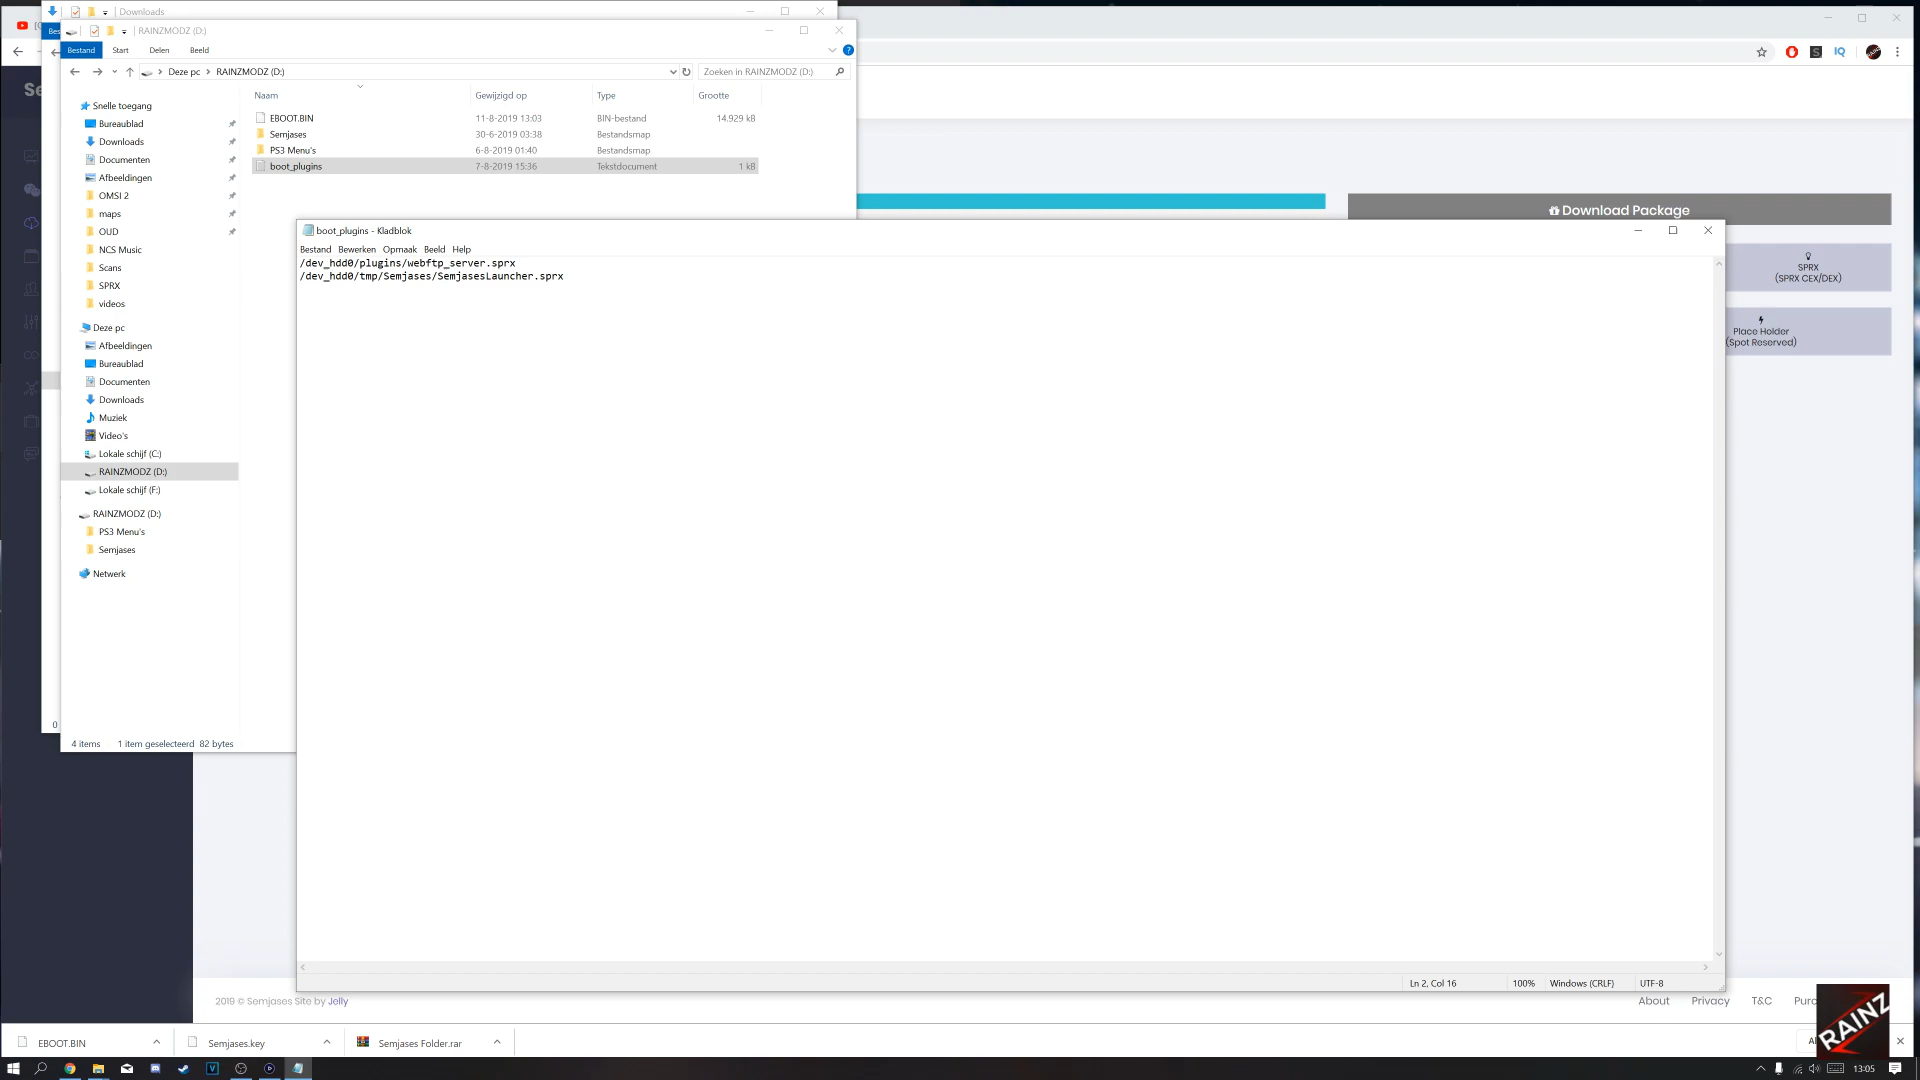 Downloads
RAINZMODZ (D:)
Bestand Start Delen Beeld
Deze pc > RAINZMODZ (D:)
Zoeken in RAINZMODZ (D:)
Naam Gewijzigd op Type Grootte
EBOOT.BIN 11-8-2019 13:03 BIN-bestand 14.929 kB
Semjases 30-6-2019 03:38 Bestandsmap
PS3 Menu's 6-8-2019 01:40 Bestandsmap
boot_plugins 7-8-2019 15:36 Tekstdocument 1 kB
Snelle toegang
Bureaublad
Downloads
Documenten
Afbeeldingen
OMSI 2
maps
OUD
NCS Music
Scans
SPRX
videos
Deze pc
Afbeeldingen
Bureaublad
Documenten
Downloads
Muziek
Video's
Lokale schijf (C:)
RAINZMODZ (D:)
Lokale schijf (F:)
RAINZMODZ (D:)
PS3 Menu's
Semjases
Netwerk
4 items 1 item geselecteerd 82 bytes
boot_plugins - Kladblok
Bestand Bewerken Opmaak Beeld Help
/dev_hdd0/plugins/webftp_server.sprx
/dev_hdd0/tmp/Semjases/SemjasesLauncher.sprx
Ln 2, Col 16 100% Windows (CRLF) UTF-8
Download Package
SPRX
(SPRX CEX/DEX)
Place Holder
(Spot Reserved)
IQ
2019 © Semjases Site by Jelly
About Privacy T&C
EBOOT.BIN
Semjases.key
Semjases Folder.rar
RAINZ
13:05